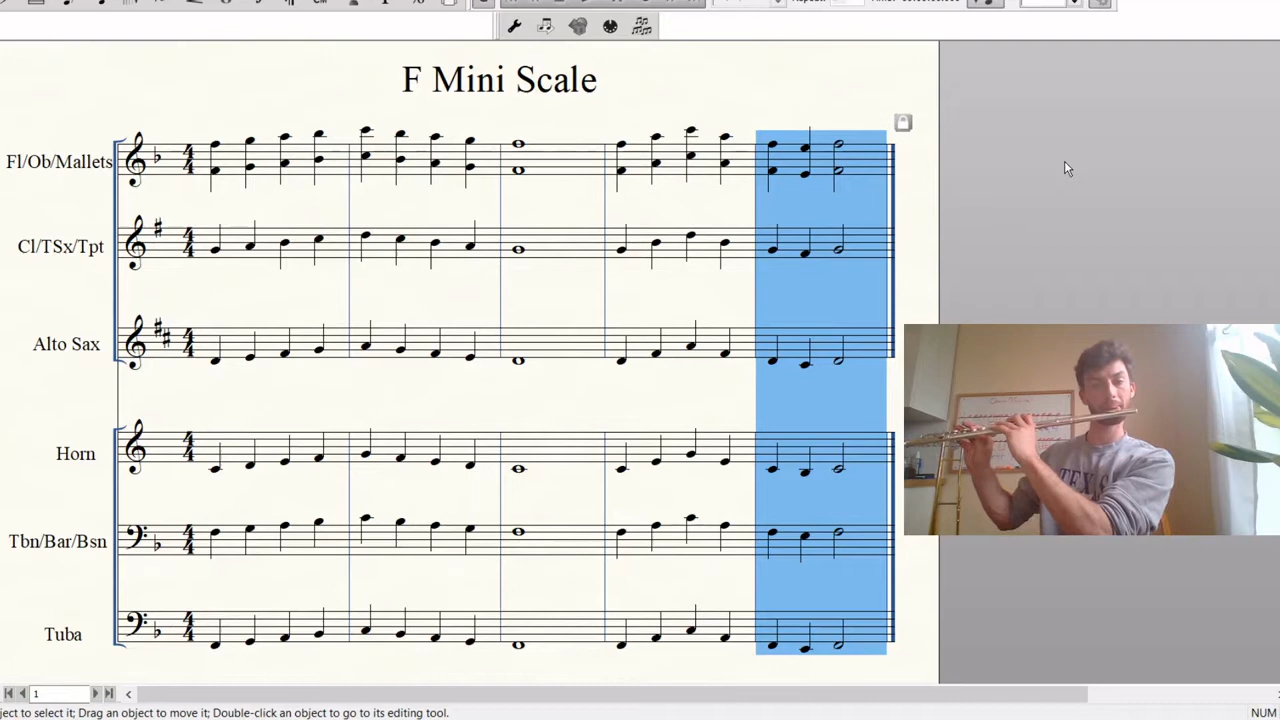 F Mini Scale
Fl/Ob/Mallets
Cl/TSx/Tpt
Alto Sax
Horn
Tbn/Bar/Bsn
Tuba
TEXAS
1
ject to select it; Drag an object to move it; Double-click an object to go to its editing tool.
NUM